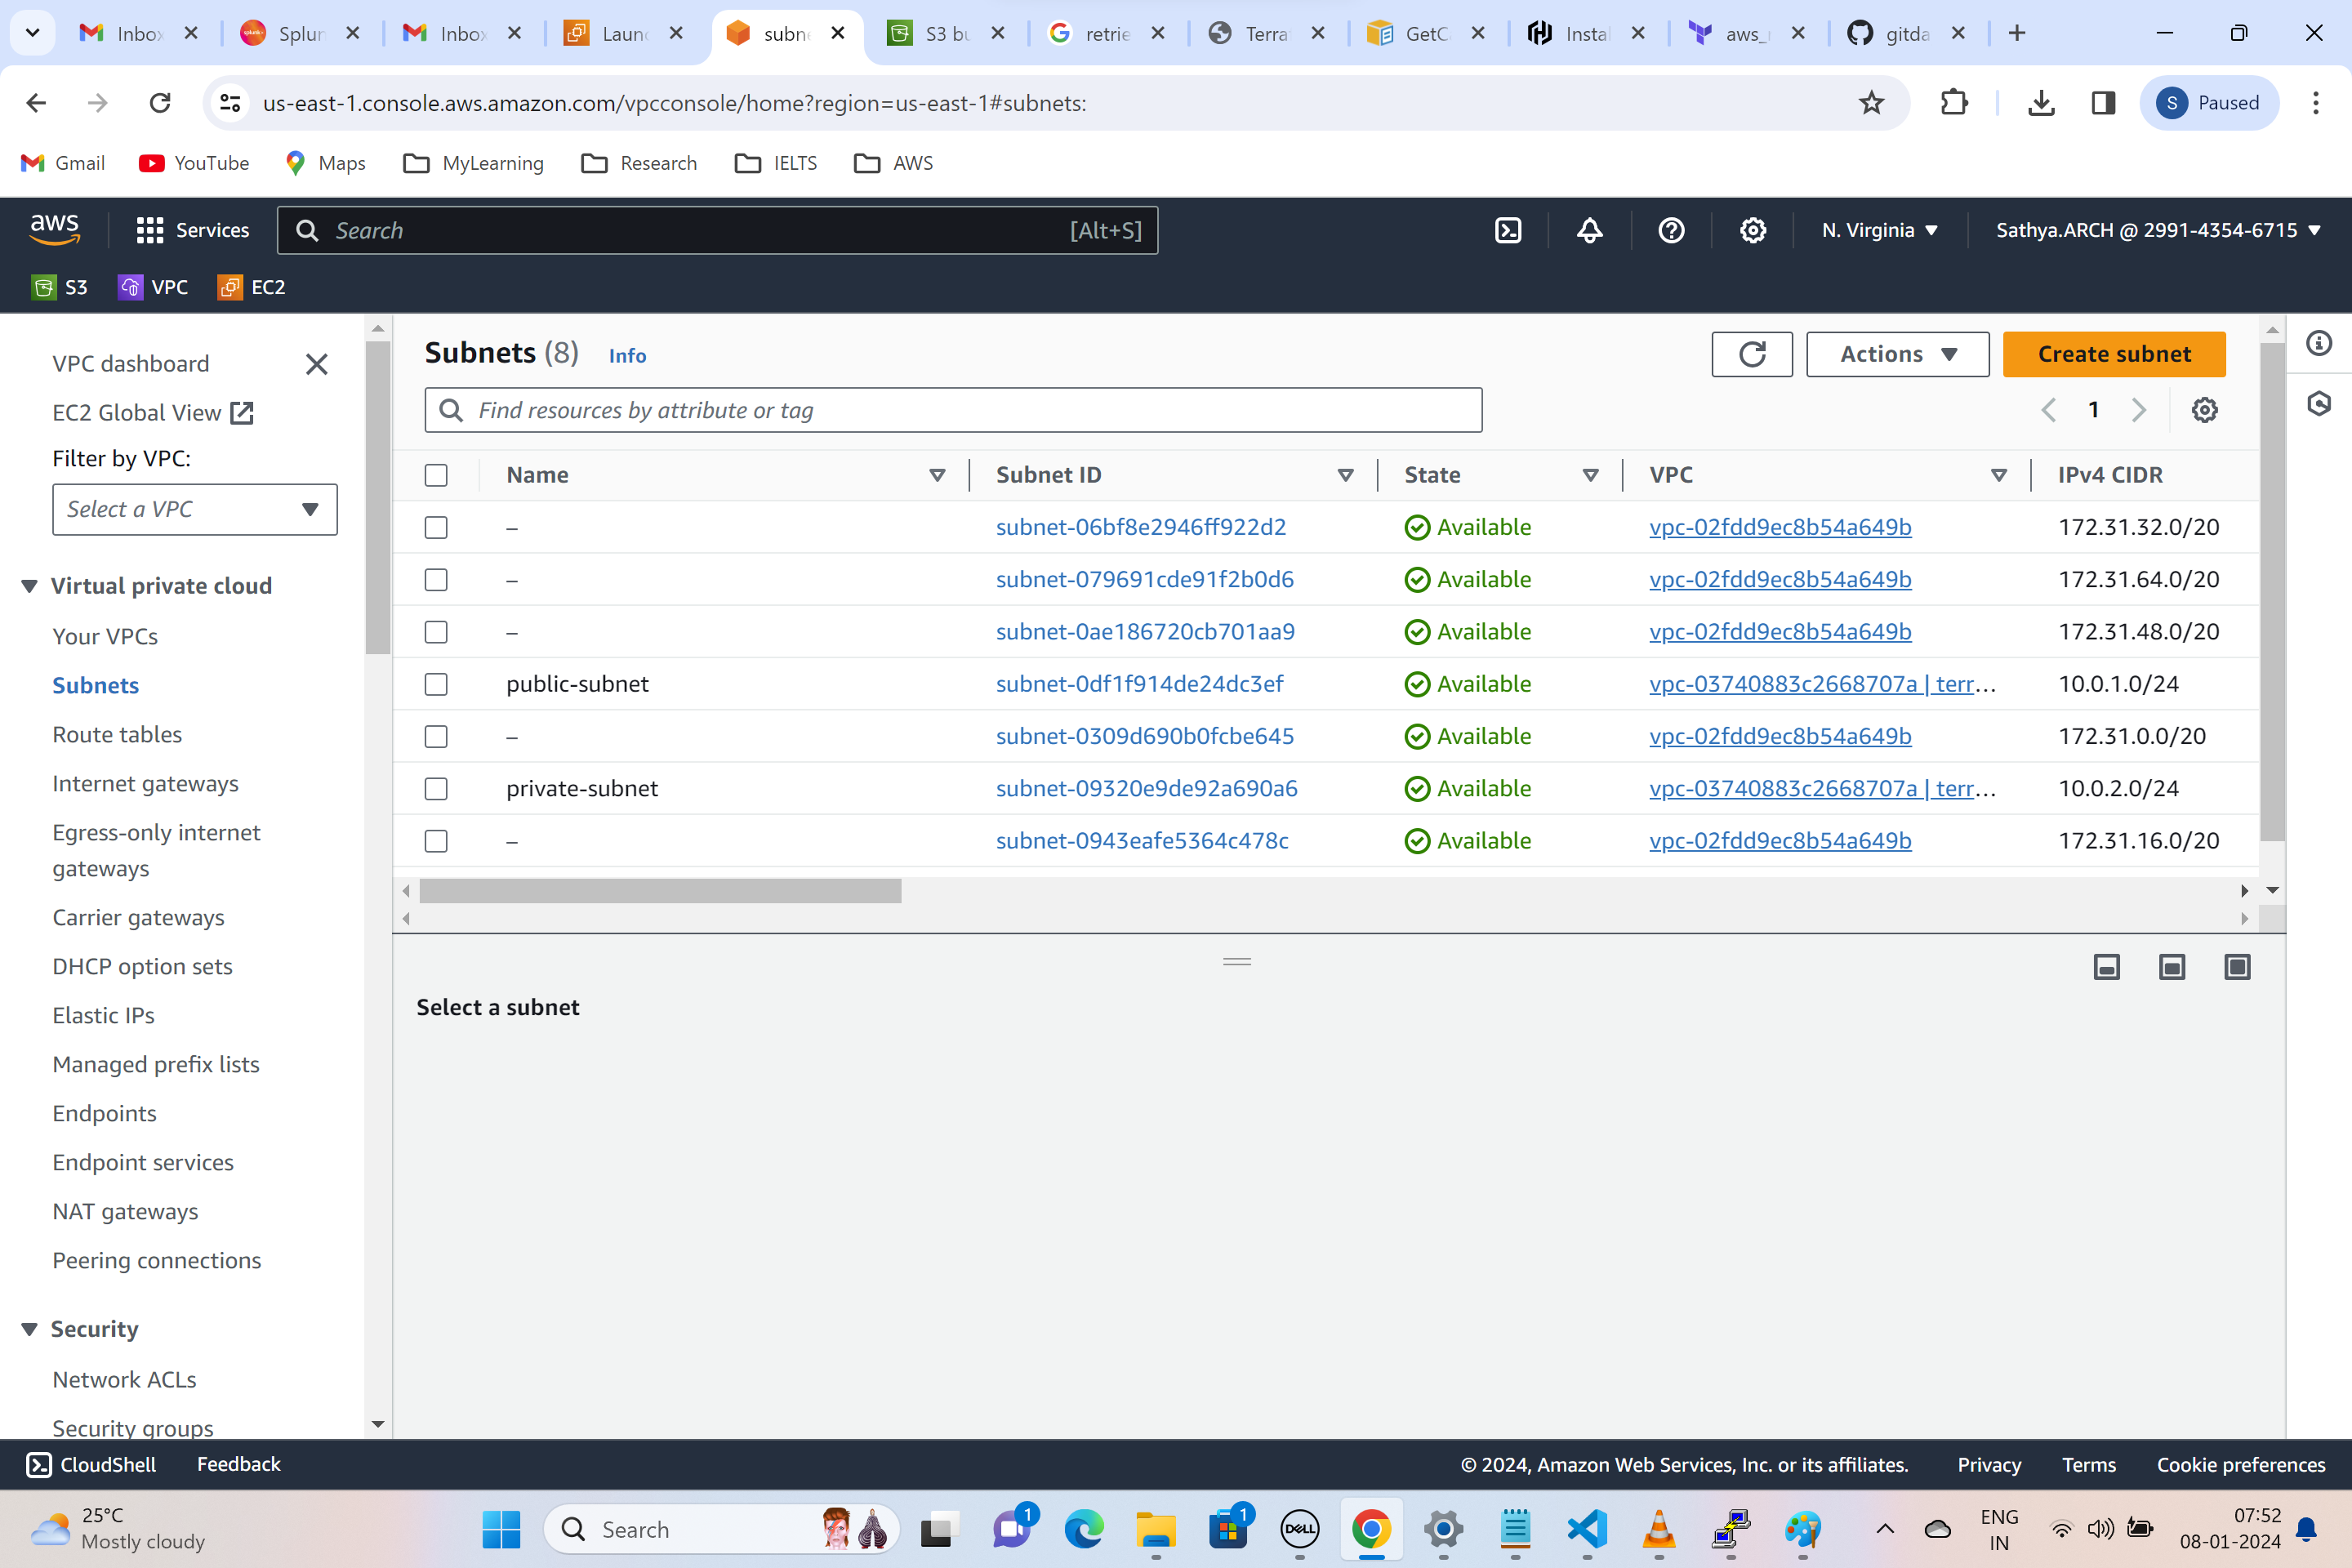 Inbox
Splun
Inbox
Laun
subn
S3 bu
retrie
Terra
GetC
Instal
aws_
gitda
us-east-1.console.aws.amazon.com/vpcconsole/home?region=us-east-1#subnets:
S Paused
Gmail YouTube Maps MyLearning Research IELTS AWS
aws Services Search [Alt+S] N. Virginia Sathya.ARCH @ 2991-4354-6715
S3 VPC EC2
VPC dashboard
EC2 Global View
Filter by VPC:
Select a VPC
Virtual private cloud
Your VPCs
Subnets
Route tables
Internet gateways
Egress-only internet
gateways
Carrier gateways
DHCP option sets
Elastic IPs
Managed prefix lists
Endpoints
Endpoint services
NAT gateways
Peering connections
Security
Network ACLs
Security groups
Subnets (8) Info
Actions Create subnet
Find resources by attribute or tag
1
Name Subnet ID State VPC IPv4 CIDR
– subnet-06bf8e2946ff922d2 Available vpc-02fdd9ec8b54a649b 172.31.32.0/20
– subnet-079691cde91f2b0d6 Available vpc-02fdd9ec8b54a649b 172.31.64.0/20
– subnet-0ae186720cb701aa9 Available vpc-02fdd9ec8b54a649b 172.31.48.0/20
public-subnet subnet-0df1f914de24dc3ef Available vpc-03740883c2668707a | terr... 10.0.1.0/24
– subnet-0309d690b0fcbe645 Available vpc-02fdd9ec8b54a649b 172.31.0.0/20
private-subnet subnet-09320e9de92a690a6 Available vpc-03740883c2668707a | terr... 10.0.2.0/24
– subnet-0943eafe5364c478c Available vpc-02fdd9ec8b54a649b 172.31.16.0/20
Select a subnet
CloudShell Feedback © 2024, Amazon Web Services, Inc. or its affiliates. Privacy Terms Cookie preferences
25°C
Mostly cloudy
Search
1
1
DELL
ENG
IN
07:52
08-01-2024